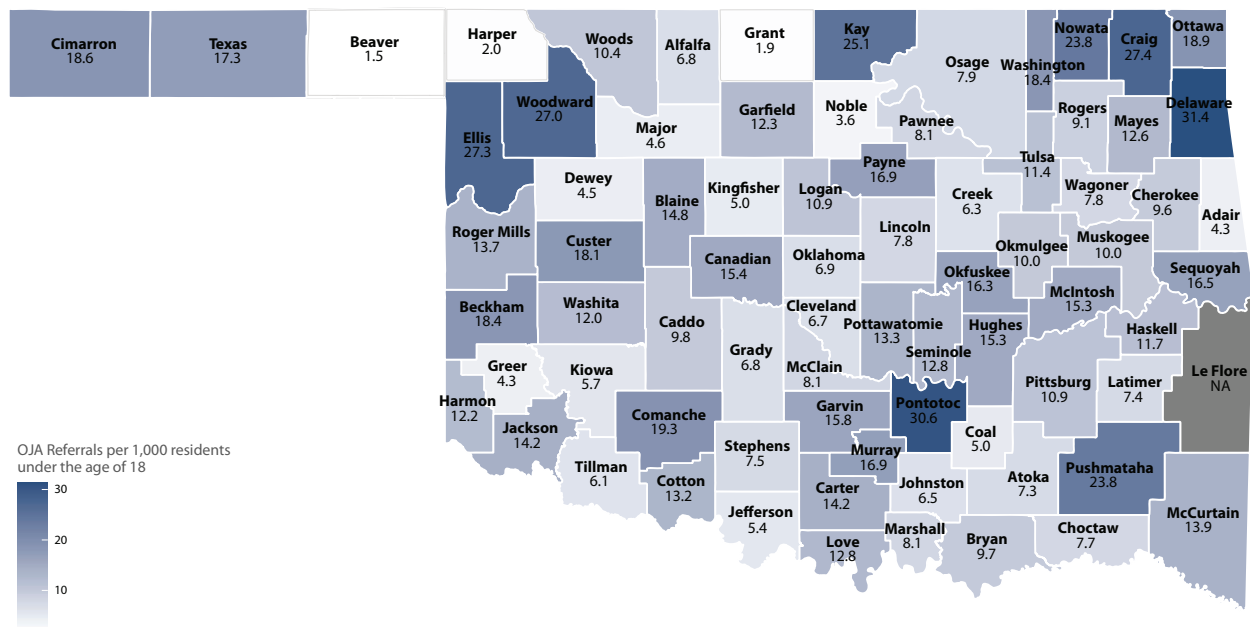 Cimarron
18.6
Texas
17.3
Beaver
1.5
Harper
2.0
Woods
10.4
Alfalfa
6.8
Grant
1.9
Kay
25.1
Osage
7.9
Washington
18.4
Nowata
23.8
Craig
27.4
Ottawa
18.9
Ellis
27.3
Woodward
27.0
Major
4.6
Garfield
12.3
Noble
3.6
Pawnee
8.1
Rogers
9.1
Mayes
12.6
Delaware
31.4
Dewey
4.5
Blaine
14.8
Kingfisher
5.0
Logan
10.9
Payne
16.9
Creek
6.3
Tulsa
11.4
Wagoner
7.8
Cherokee
9.6
Adair
4.3
Roger Mills
13.7
Custer
18.1
Canadian
15.4
Oklahoma
6.9
Lincoln
7.8
Okfuskee
16.3
Okmulgee
10.0
Muskogee
10.0
McIntosh
15.3
Sequoyah
16.5
Beckham
18.4
Washita
12.0
Caddo
9.8
Grady
6.8
Cleveland
6.7
McClain
8.1
Pottawatomie
13.3
Seminole
12.8
Hughes
15.3
Pittsburg
10.9
Haskell
11.7
Latimer
7.4
Le Flore
NA
Greer
4.3
Kiowa
5.7
Harmon
12.2
Jackson
14.2
Comanche
19.3
Tillman
6.1
Cotton
13.2
Stephens
7.5
Jefferson
5.4
Garvin
15.8
Murray
16.9
Carter
14.2
Love
12.8
Pontotoc
30.6
Coal
5.0
Johnston
6.5
Marshall
8.1
Atoka
7.3
Bryan
9.7
Pushmataha
23.8
Choctaw
7.7
McCurtain
13.9
OJA Referrals per 1,000 residents
under the age of 18
30
20
10